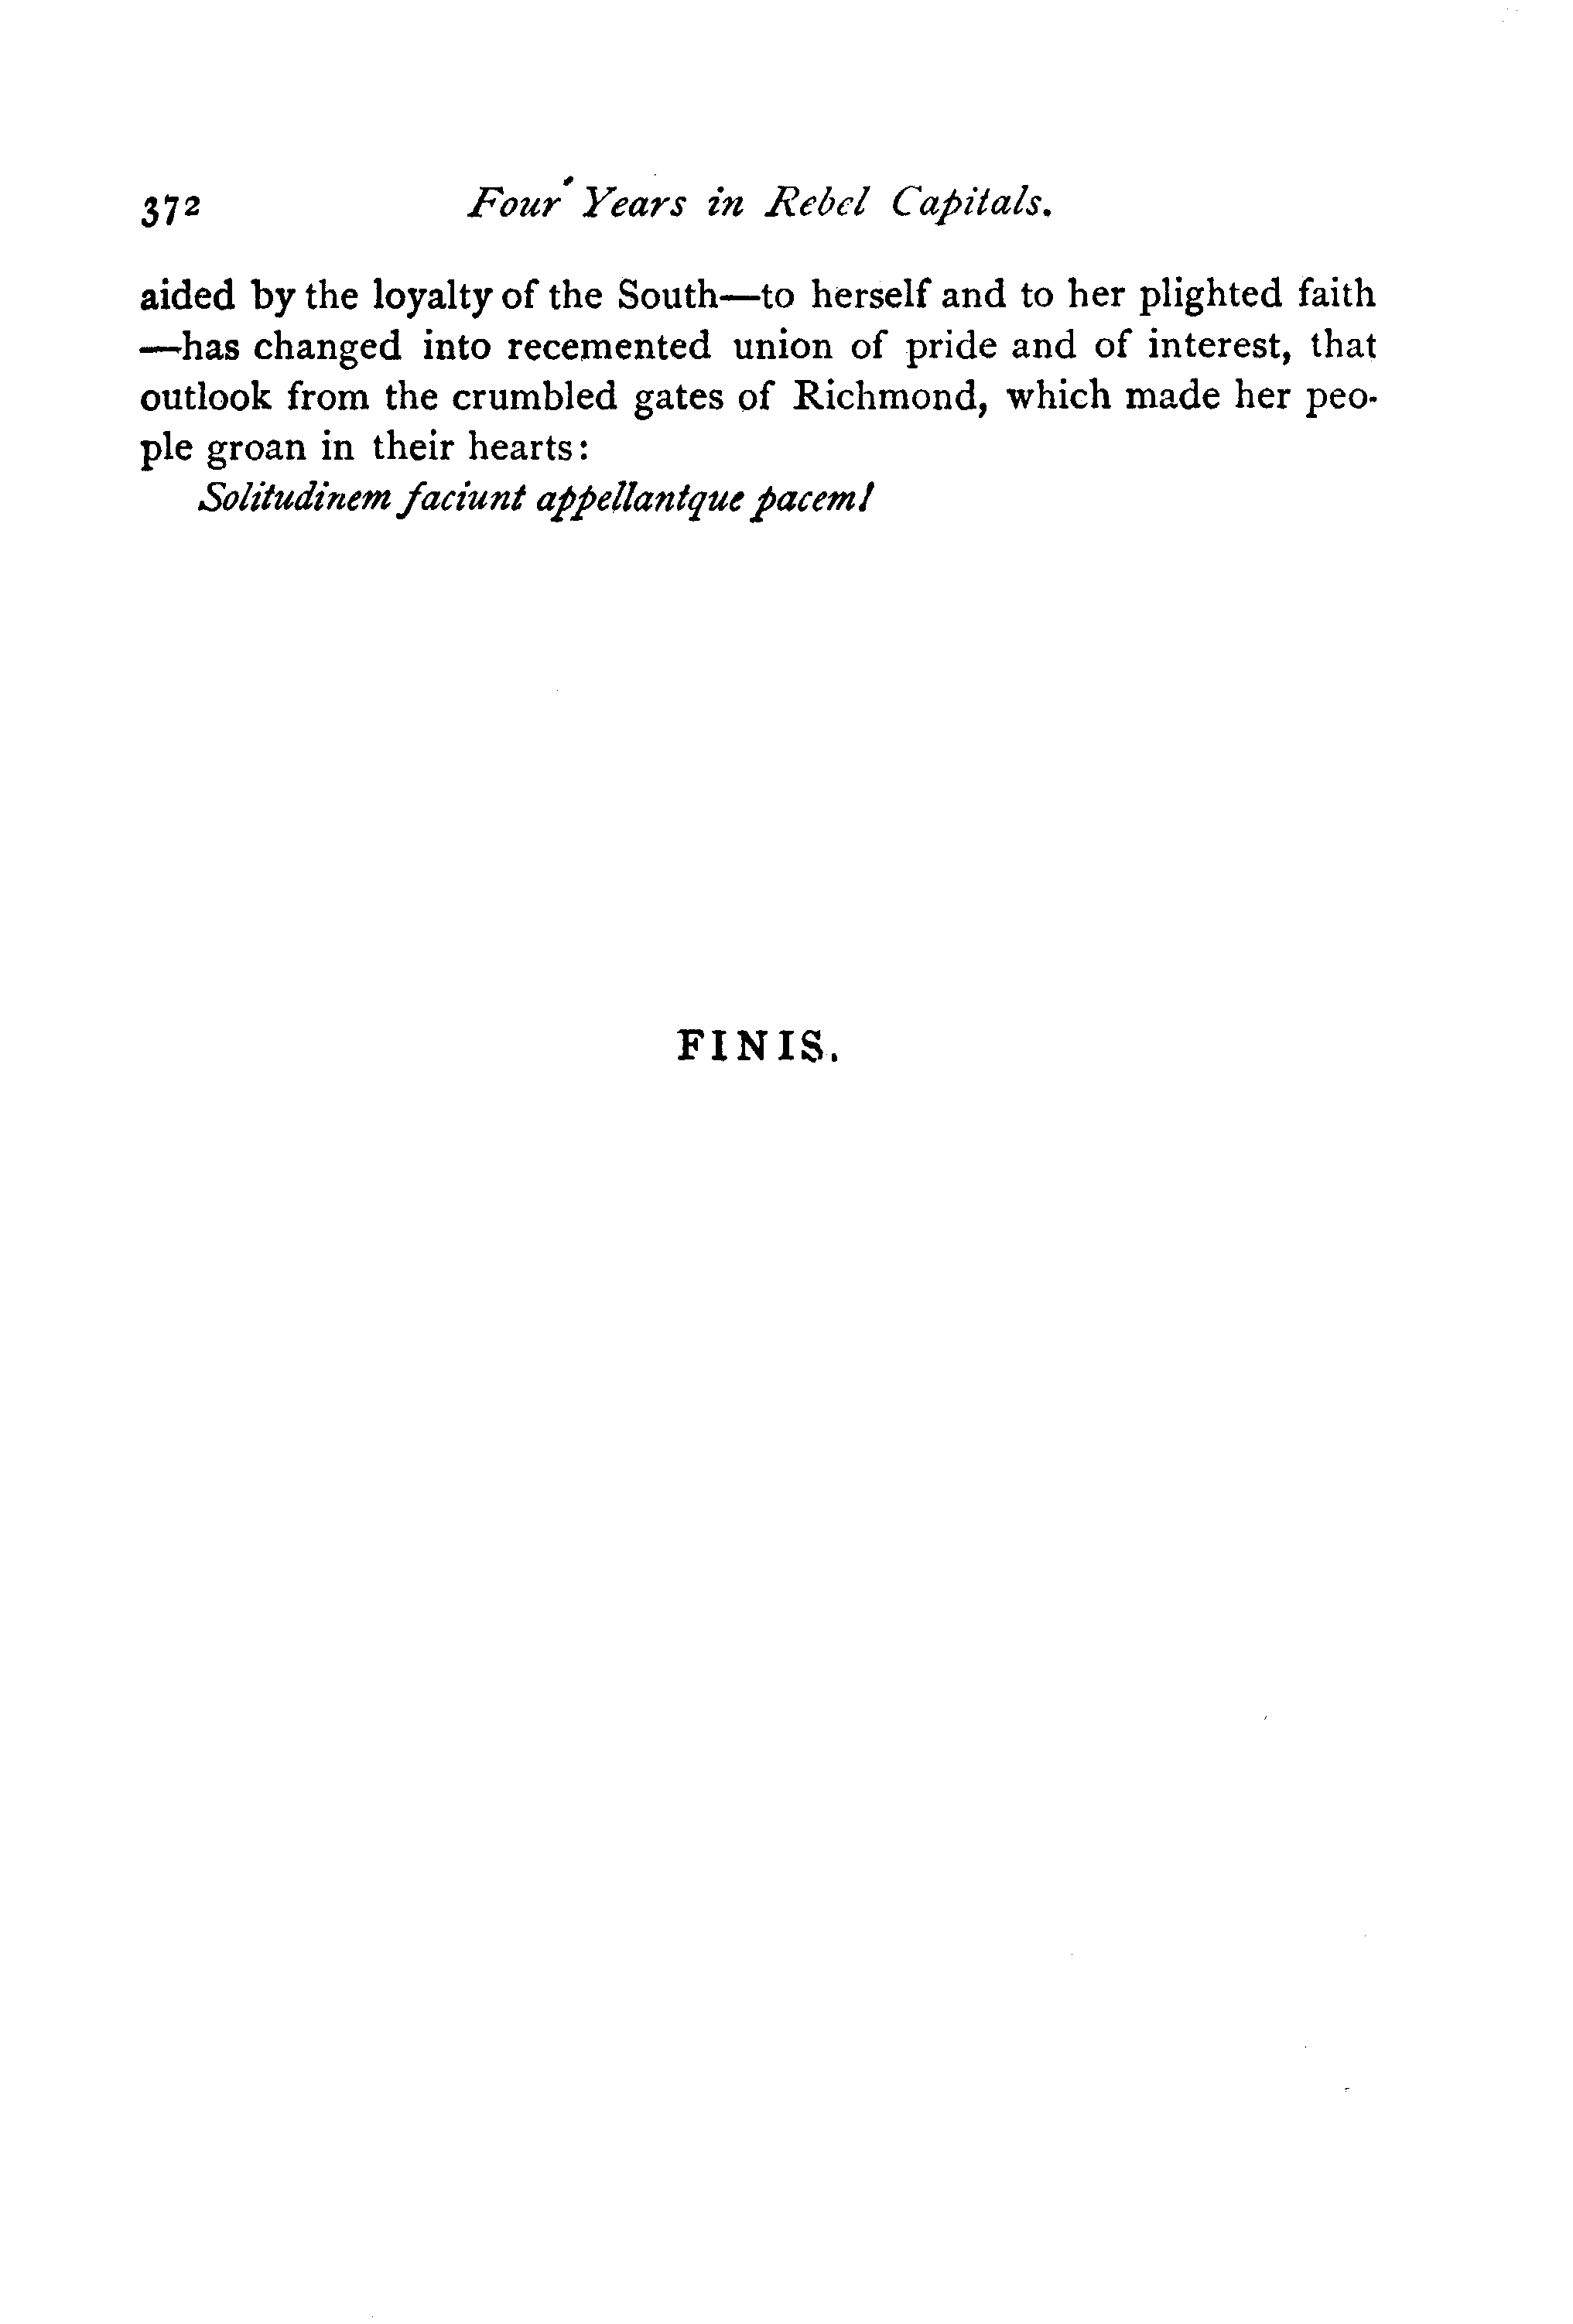 372 Four Years in Rebel Capitals.
aided by the loyalty of the South—to herself and to her plighted faith
—has changed into recemented union of pride and of interest, that
outlook from the crumbled gates of Richmond, which made her peo-
ple groan in their hearts:
Solitudinem faciunt appellantque pacem!
FINIS.